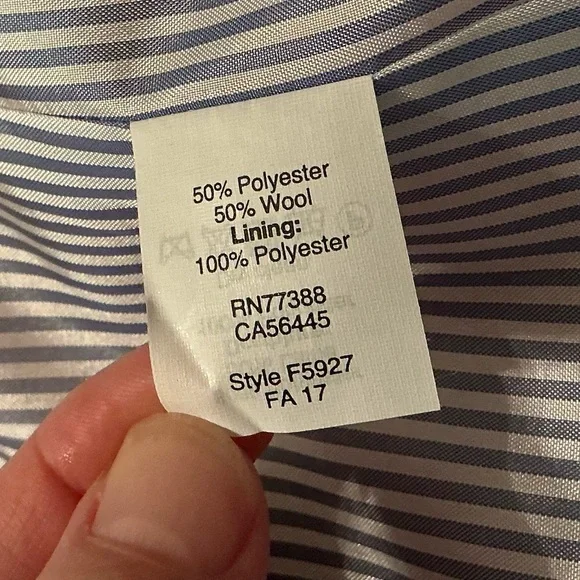 50% Polyester
50% Wool
Lining:
100% Polyester
RN77388
CA56445
Style F5927
FA 17